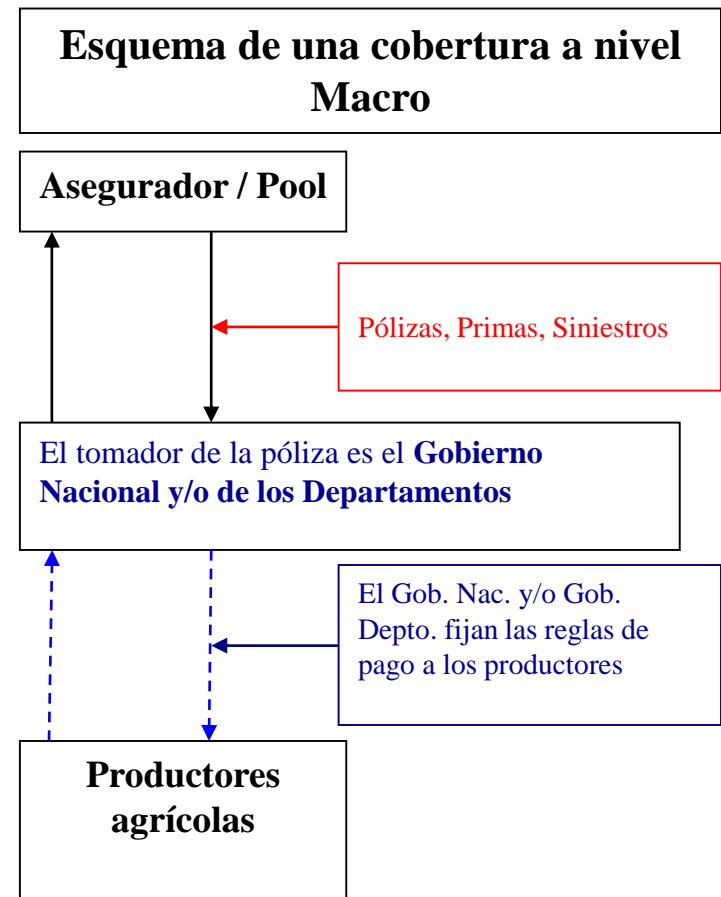 Esquema de una cobertura a nivel
Macro
Asegurador / Pool
Pólizas, Primas, Siniestros
El tomador de la póliza es el Gobierno
Nacional y/o de los Departamentos
El Gob. Nac. y/o Gob.
Depto. fijan las reglas de
pago a los productores
Productores
agrícolas